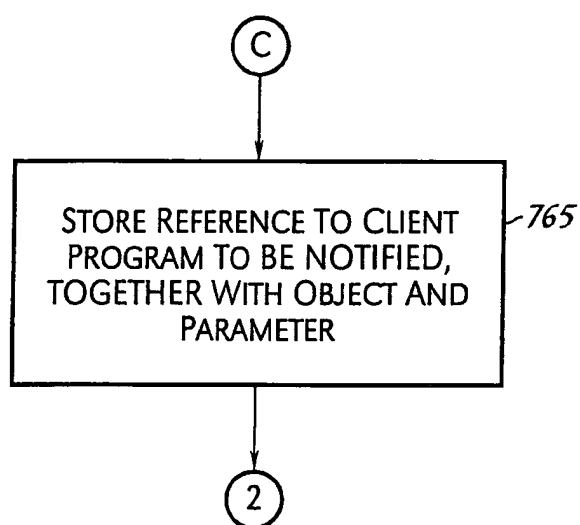 C
STORE REFERENCE TO CLIENT
PROGRAM TO BE NOTIFIED,
TOGETHER WITH OBJECT AND
PARAMETER
765
2